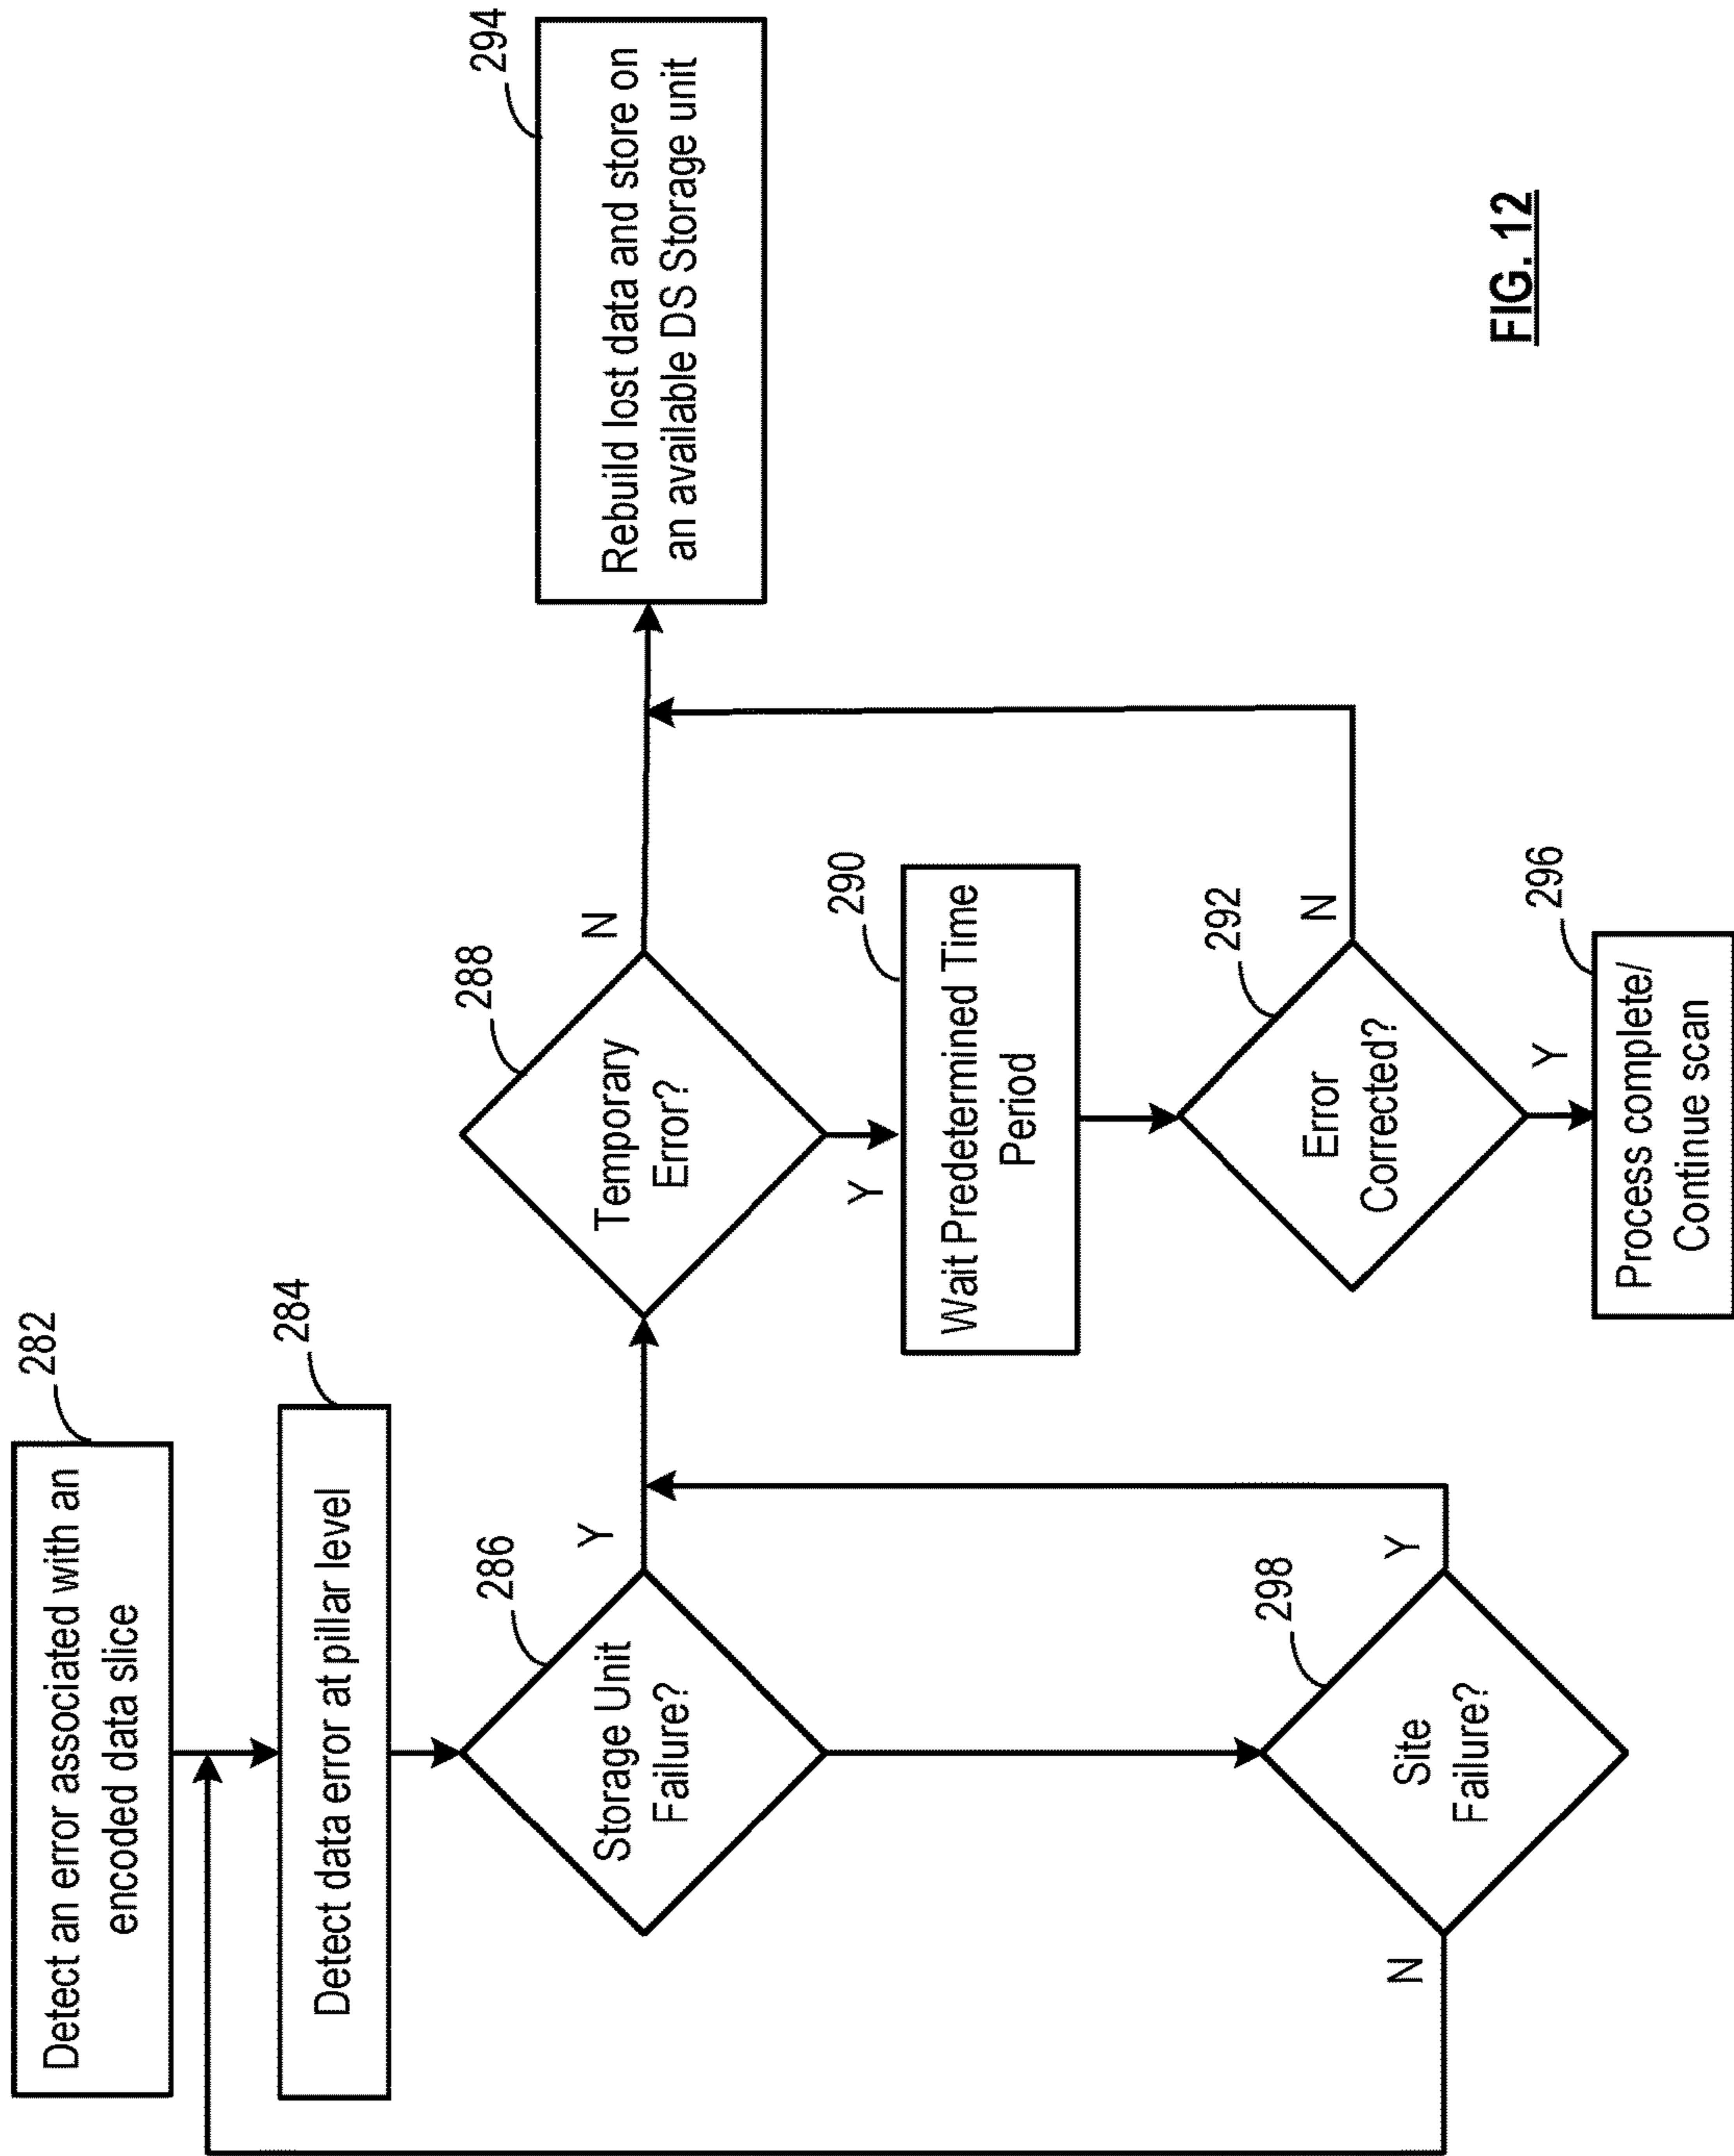 282
Detect an error associated with an
encoded data slice
284
Detect data error at pillar level
286
Storage Unit
Failure?
Y
288
Temporary
Error?
N
294
Rebuild lost data and store on
an available DS Storage unit
Y
290
Wait Predetermined Time
Period
298
Site
Failure?
Y
N
292
Error
Corrected?
N
Y
296
Process complete/
Continue scan
FIG. 12